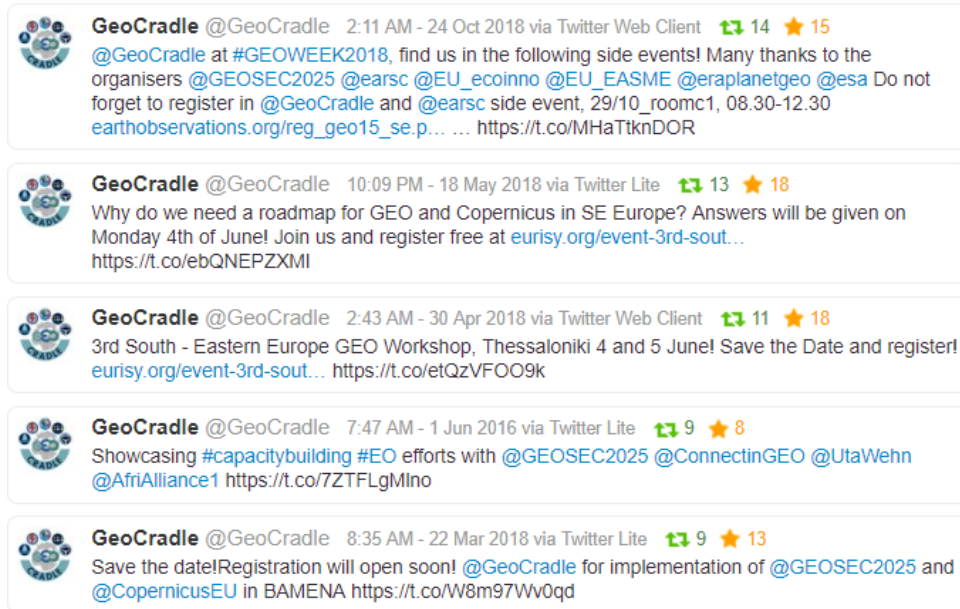 GeoCradle @GeoCradle 2:11 AM - 24 Oct 2018 via Twitter Web Client 14 15
@GeoCradle at #GEOWEEK2018, find us in the following side events! Many thanks to the
organisers @GEOSEC2025 @earsc @EU_ecoinno @EU_EASME @eraplanetgeo @esa Do not
forget to register in @GeoCradle and @earsc side event, 29/10_roomc1, 08.30-12.30
earthobservations.org/reg_geo15_se.p… … https://t.co/MHaTtknDOR
GeoCradle @GeoCradle 10:09 PM - 18 May 2018 via Twitter Lite 13 18
Why do we need a roadmap for GEO and Copernicus in SE Europe? Answers will be given on
Monday 4th of June! Join us and register free at eurisy.org/event-3rd-sout…
https://t.co/ebQNEPZXMI
GeoCradle @GeoCradle 2:43 AM - 30 Apr 2018 via Twitter Web Client 11 18
3rd South - Eastern Europe GEO Workshop, Thessaloniki 4 and 5 June! Save the Date and register!
eurisy.org/event-3rd-sout… https://t.co/etQzVFOO9k
GeoCradle @GeoCradle 7:47 AM - 1 Jun 2016 via Twitter Lite 9 8
Showcasing #capacitybuilding #EO efforts with @GEOSEC2025 @ConnectinGEO @UtaWehn
@AfriAlliance1 https://t.co/7ZTFLgMlno
GeoCradle @GeoCradle 8:35 AM - 22 Mar 2018 via Twitter Lite 9 13
Save the date!Registration will open soon! @GeoCradle for implementation of @GEOSEC2025 and
@CopernicusEU in BAMENA https://t.co/W8m97Wv0qd
CRADLE
CRADLE
CRADLE
CRADLE
CRADLE